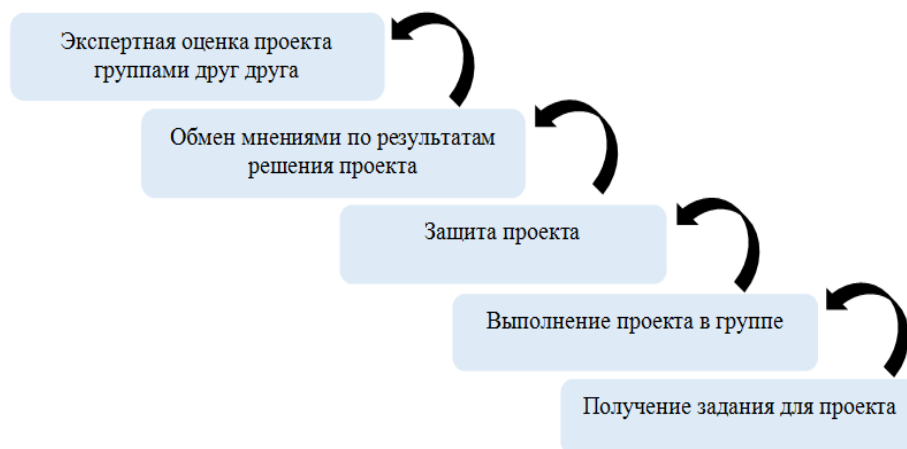 Экспертная оценка проекта
группами друг друга
Обмен мнениями по результатам
решения проекта
Защита проекта
Выполнение проекта в группе
Получение задания для проекта